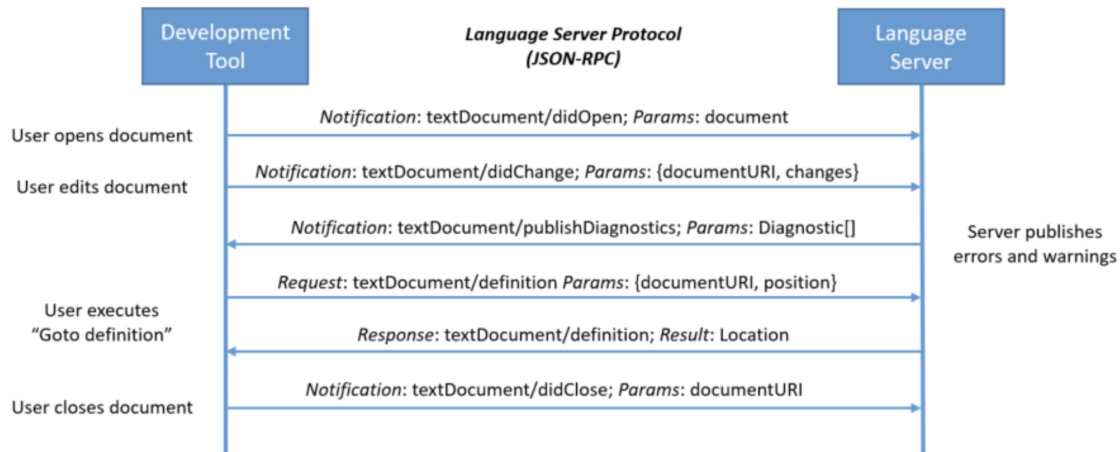 Development
Tool
Language Server Protocol
(JSON-RPC)
Language
Server
User opens document
Notification: textDocument/didOpen; Params: document
User edits document
Notification: textDocument/didChange; Params: {documentURI, changes}
Notification: textDocument/publishDiagnostics; Params: Diagnostic[]
Server publishes
errors and warnings
Request: textDocument/definition Params: {documentURI, position}
User executes
“Goto definition”
Response: textDocument/definition; Result: Location
Notification: textDocument/didClose; Params: documentURI
User closes document